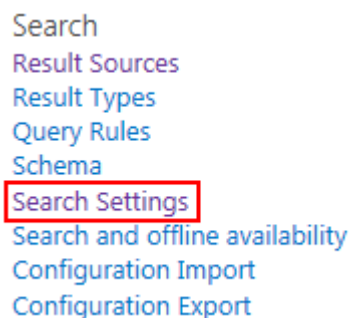 Search
Result Sources
Result Types
Query Rules
Schema
Search Settings
Search and offline availability
Configuration Import
Configuration Export